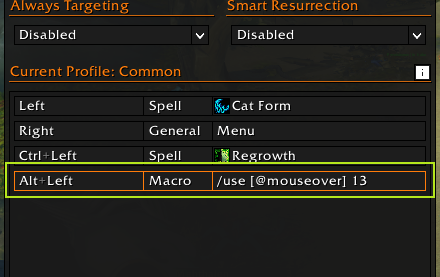 Always Targeting Smart Resurrection
Disabled Disabled
Current Profile: Common i
Left Spell Cat Form
Right General Menu
Ctrl+Left Spell Regrowth
Alt+Left Macro /use [@mouseover] 13